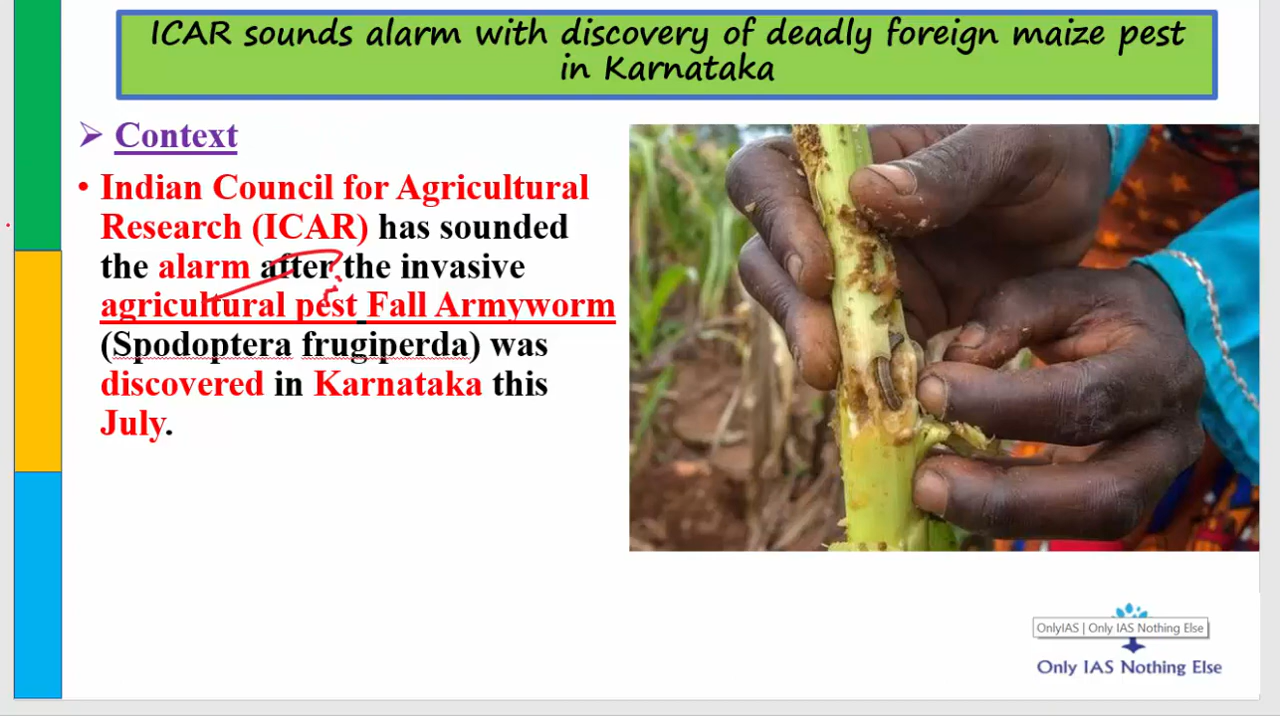 ICAR sounds alarm with discovery of deadly foreign maize pest
in Karnataka
Context
Indian Council for Agricultural
Research (ICAR) has sounded
the alarm after the invasive
agricultural pest Fall Armyworm
(Spodoptera frugiperda) was
discovered in Karnataka this
July.
OnlyIAS | Only IAS Nothing Else
Only IAS Nothing Else